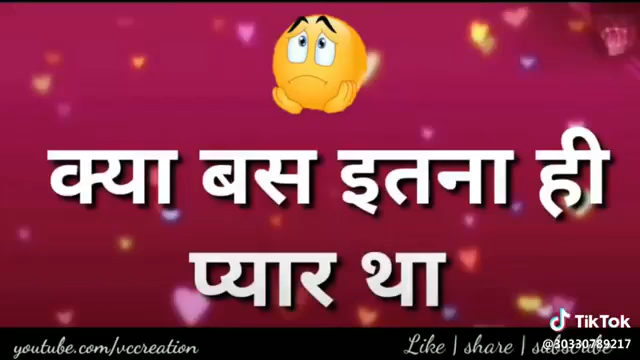 क्या बस इतना ही
प्यार था
TikTok
youtube.com/vccreation
Like | share |
@30330789217